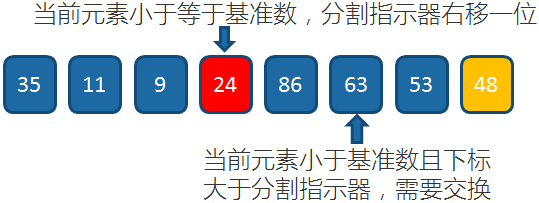 当前元素小于等于基准数，分割指示器右移一位
35 11 9 24 86 63 53 48
当前元素小于基准数且下标
大于分割指示器，需要交换